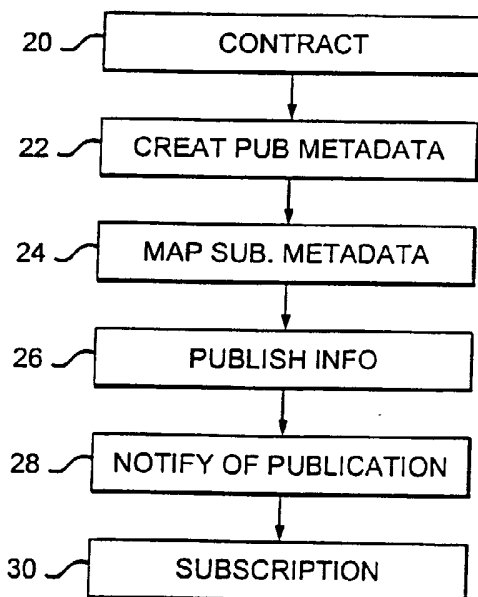 20 CONTRACT
22 CREAT PUB METADATA
24 MAP SUB. METADATA
26 PUBLISH INFO
28 NOTIFY OF PUBLICATION
30 SUBSCRIPTION